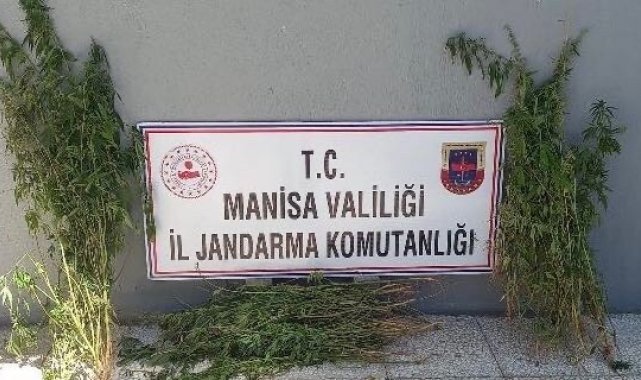 T.C.
MANİSA VALİLİĞİ
İL JANDARMA KOMUTANLIĞI